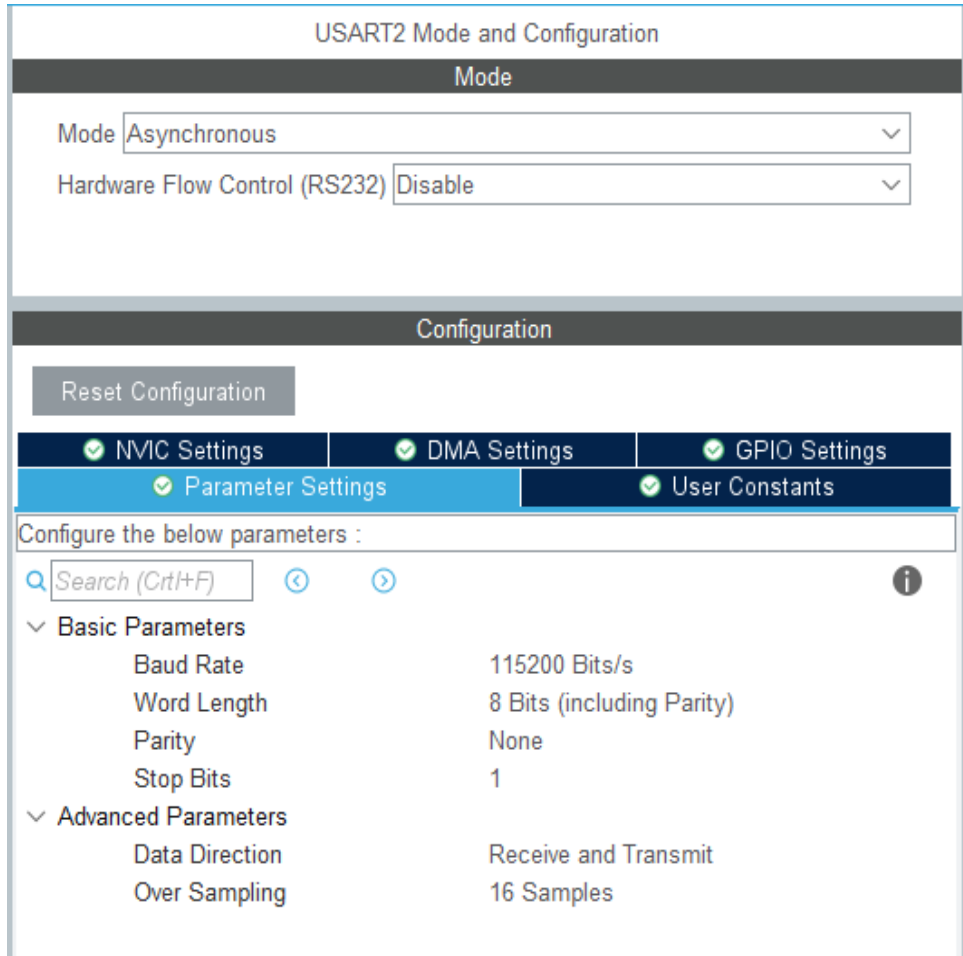 USART2 Mode and Configuration
Mode
Mode Asynchronous
Hardware Flow Control (RS232) Disable
Configuration
Reset Configuration
NVIC Settings DMA Settings GPIO Settings
Parameter Settings User Constants
Configure the below parameters :
Search (Crtl+F)
Basic Parameters
Baud Rate 115200 Bits/s
Word Length 8 Bits (including Parity)
Parity None
Stop Bits 1
Advanced Parameters
Data Direction Receive and Transmit
Over Sampling 16 Samples